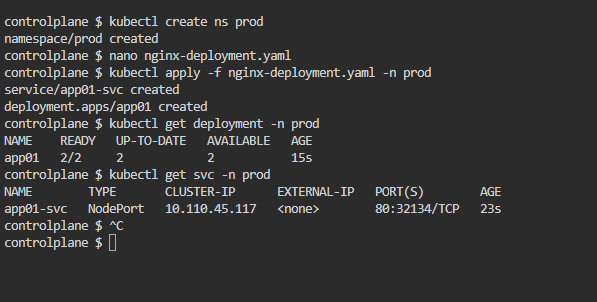 controlplane $ kubectl create ns prod
namespace/prod created
controlplane $ nano nginx-deployment.yaml
controlplane $ kubectl apply -f nginx-deployment.yaml -n prod
service/app01-svc created
deployment.apps/app01 created
controlplane $ kubectl get deployment -n prod
NAME    READY   UP-TO-DATE   AVAILABLE   AGE
app01   2/2     2            2           15s
controlplane $ kubectl get svc -n prod
NAME        TYPE       CLUSTER-IP      EXTERNAL-IP   PORT(S)        AGE
app01-svc   NodePort   10.110.45.117   <none>        80:32134/TCP   23s
controlplane $ ^C
controlplane $